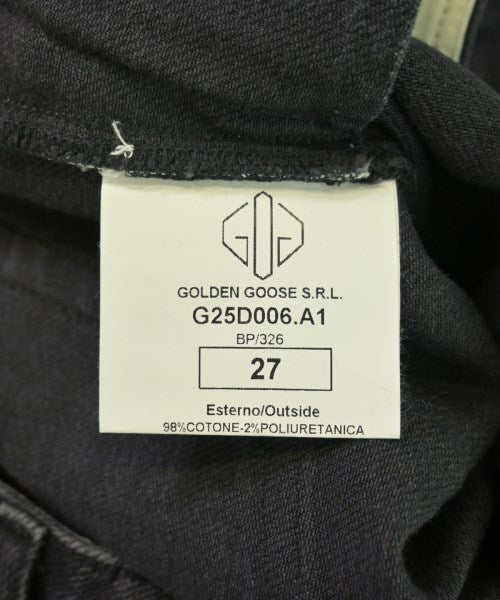 GOLDEN GOOSE S.R.L.
G25D006.A1
BP/326
27
Esterno/Outside
98%COTONE-2%POLIURETANICA